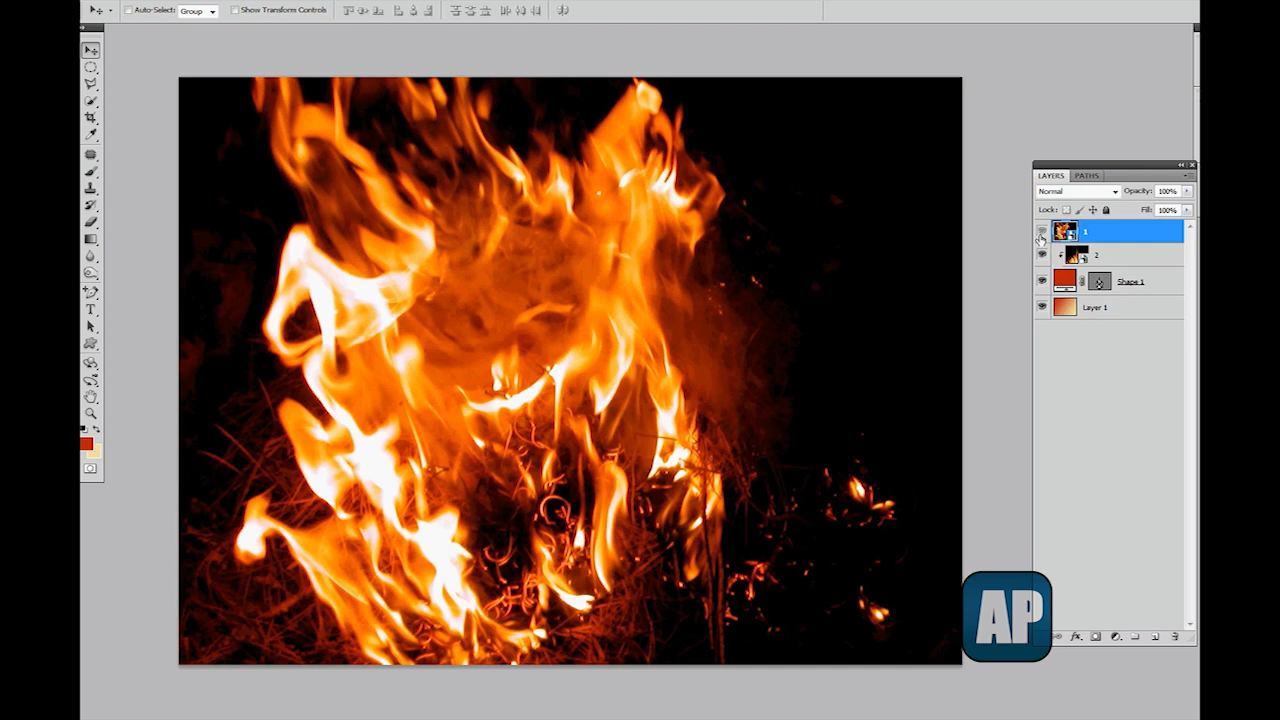 Auto-Select: Group Show Transform Controls
LAYERS PATHS
Normal Opacity: 100%
Lock: Fill: 100%
1
2
Shape 1
Layer 1
T
fx
AP